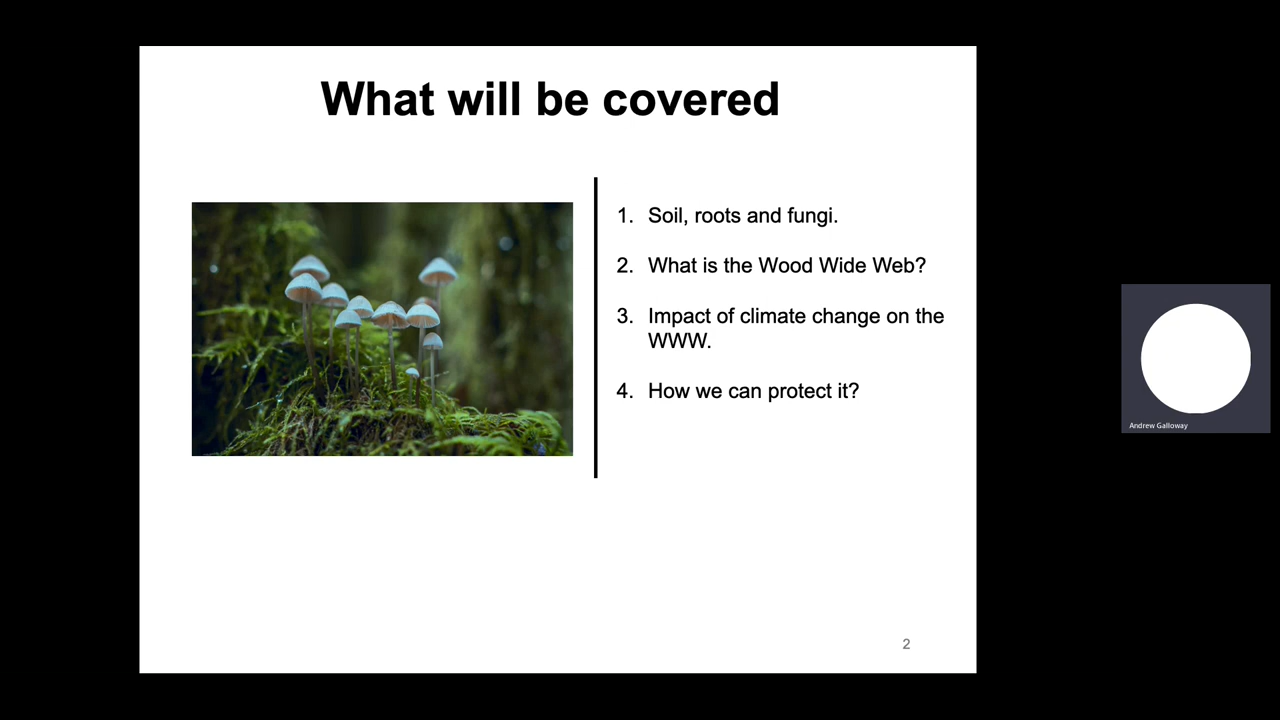 What will be covered
1. Soil, roots and fungi.
2. What is the Wood Wide Web?
3. Impact of climate change on the
WWW.
4. How we can protect it?
Andrew Galloway
2